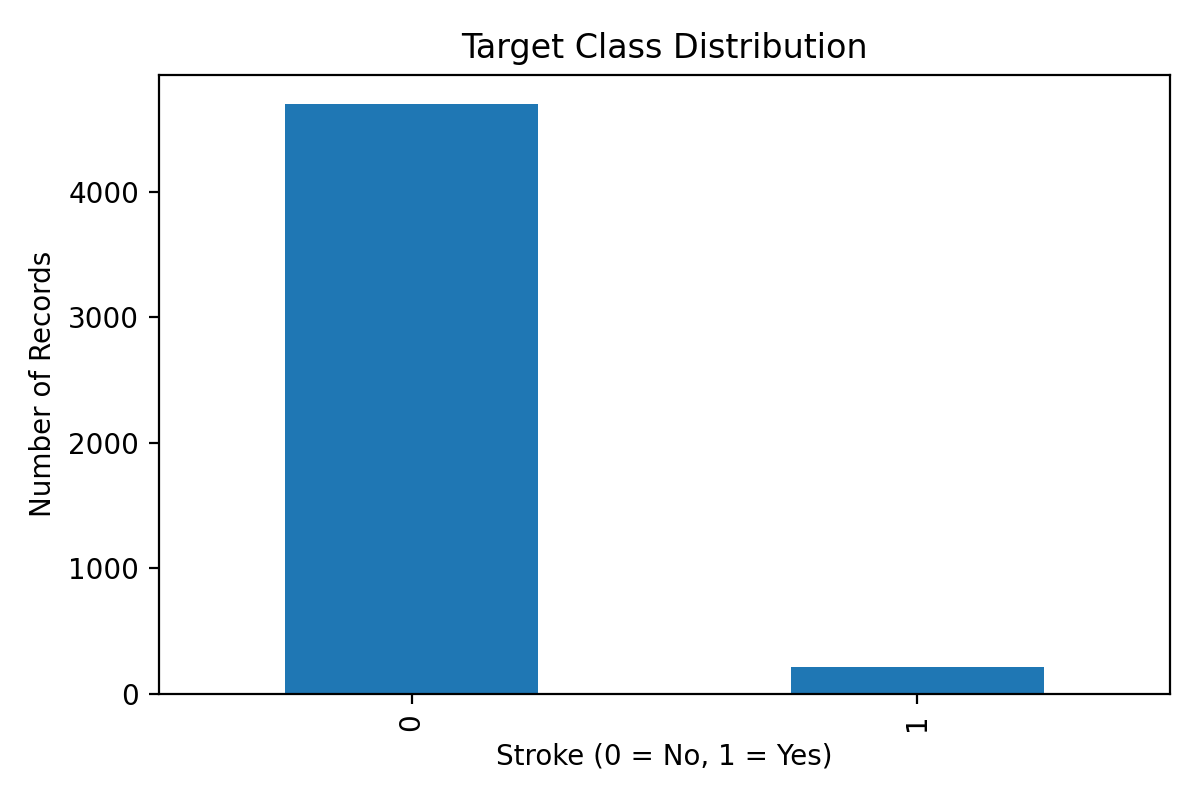 Target Class Distribution
Number of Records
4000
3000
2000
1000
0
0
1
Stroke (0 = No, 1 = Yes)